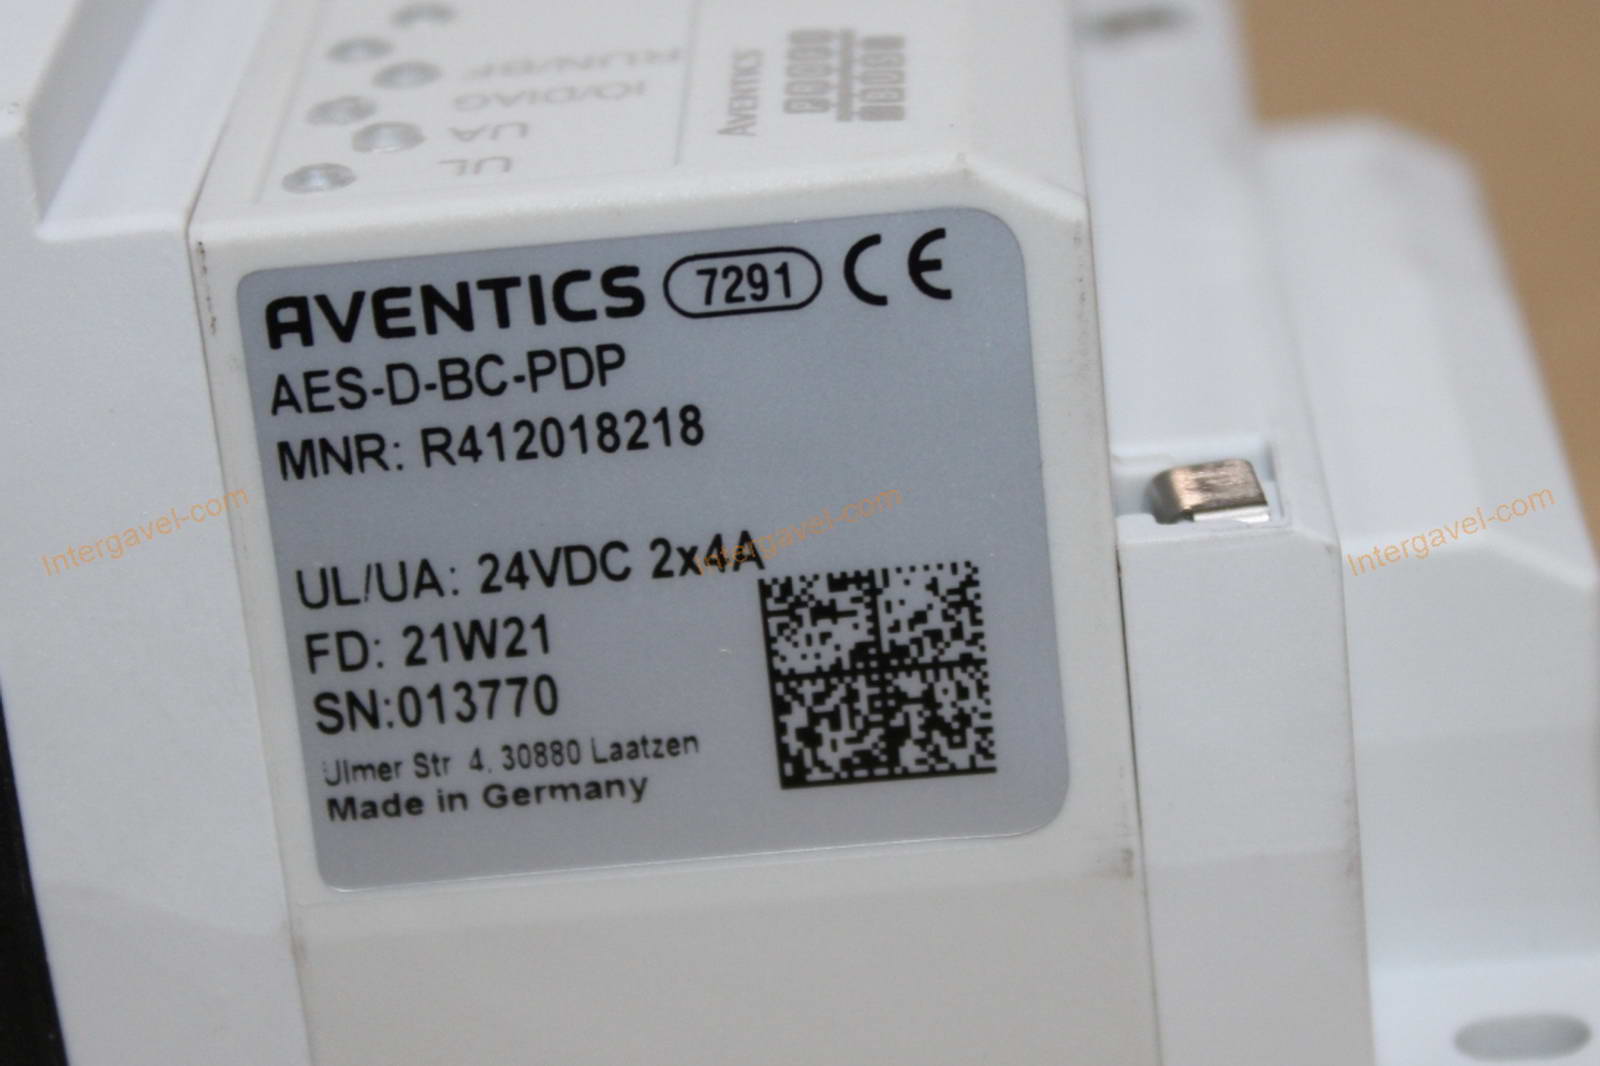 RUN/BF
IO/DIAG
UA
UL
AVENTICS
AVENTICS 7291 CE
AES-D-BC-PDP
MNR: R412018218
UL/UA: 24VDC 2x4A
FD: 21W21
SN:013770
Ulmer Str 4, 30880 Laatzen
Made in Germany
Intergavel-com
Intergavel-com
Intergavel-com